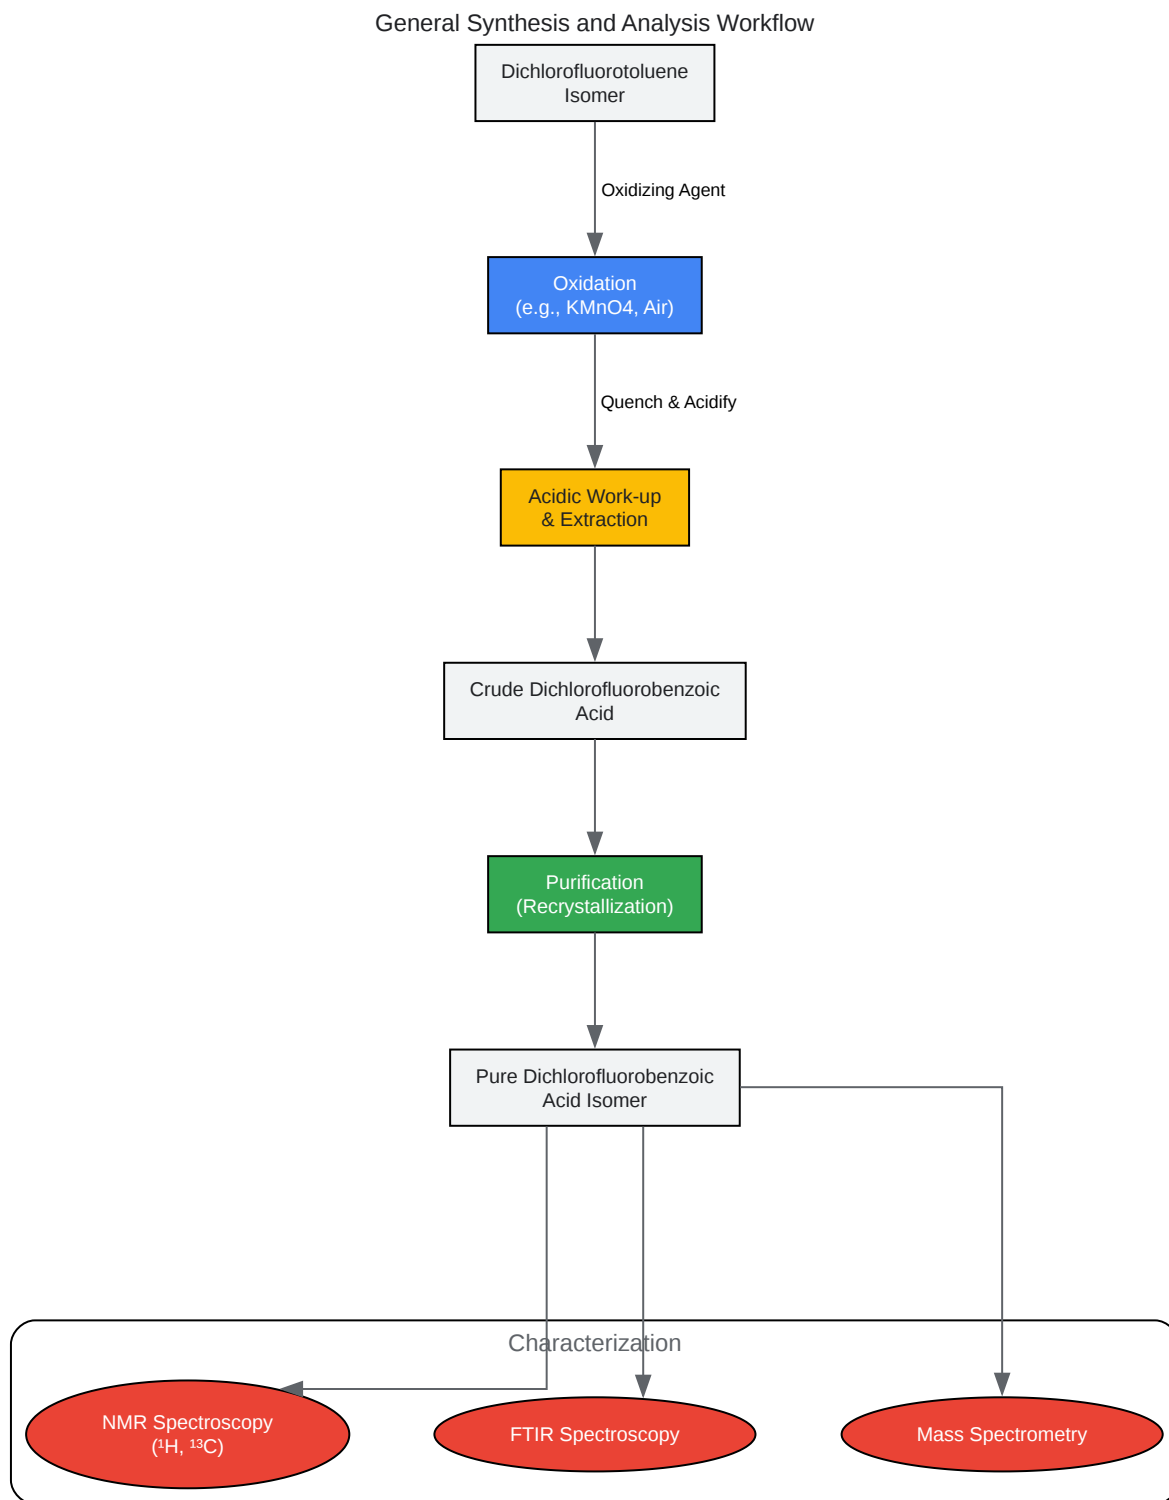 General Synthesis and Analysis Workflow
Dichlorofluorotoluene
Isomer
Oxidizing Agent
Oxidation
(e.g., KMnO4, Air)
Quench & Acidify
Acidic Work-up
& Extraction
Crude Dichlorofluorobenzoic
Acid
Purification
(Recrystallization)
Pure Dichlorofluorobenzoic
Acid Isomer
Characterization
NMR Spectroscopy
(¹H, ¹³C)
FTIR Spectroscopy
Mass Spectrometry